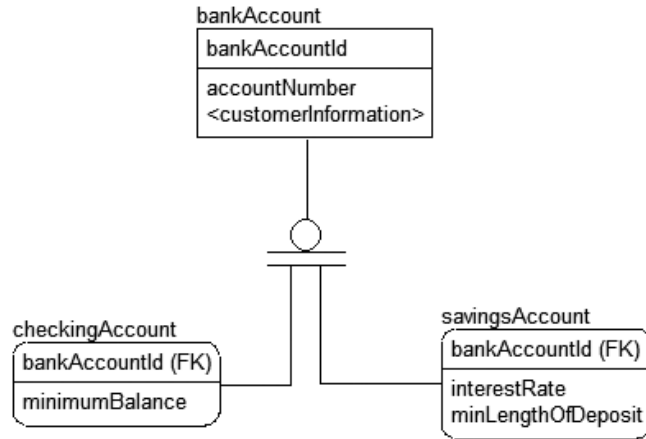 bankAccount
bankAccountId
accountNumber
<customerInformation>
checkingAccount
bankAccountId (FK)
minimumBalance
savingsAccount
bankAccountId (FK)
interestRate
minLengthOfDeposit